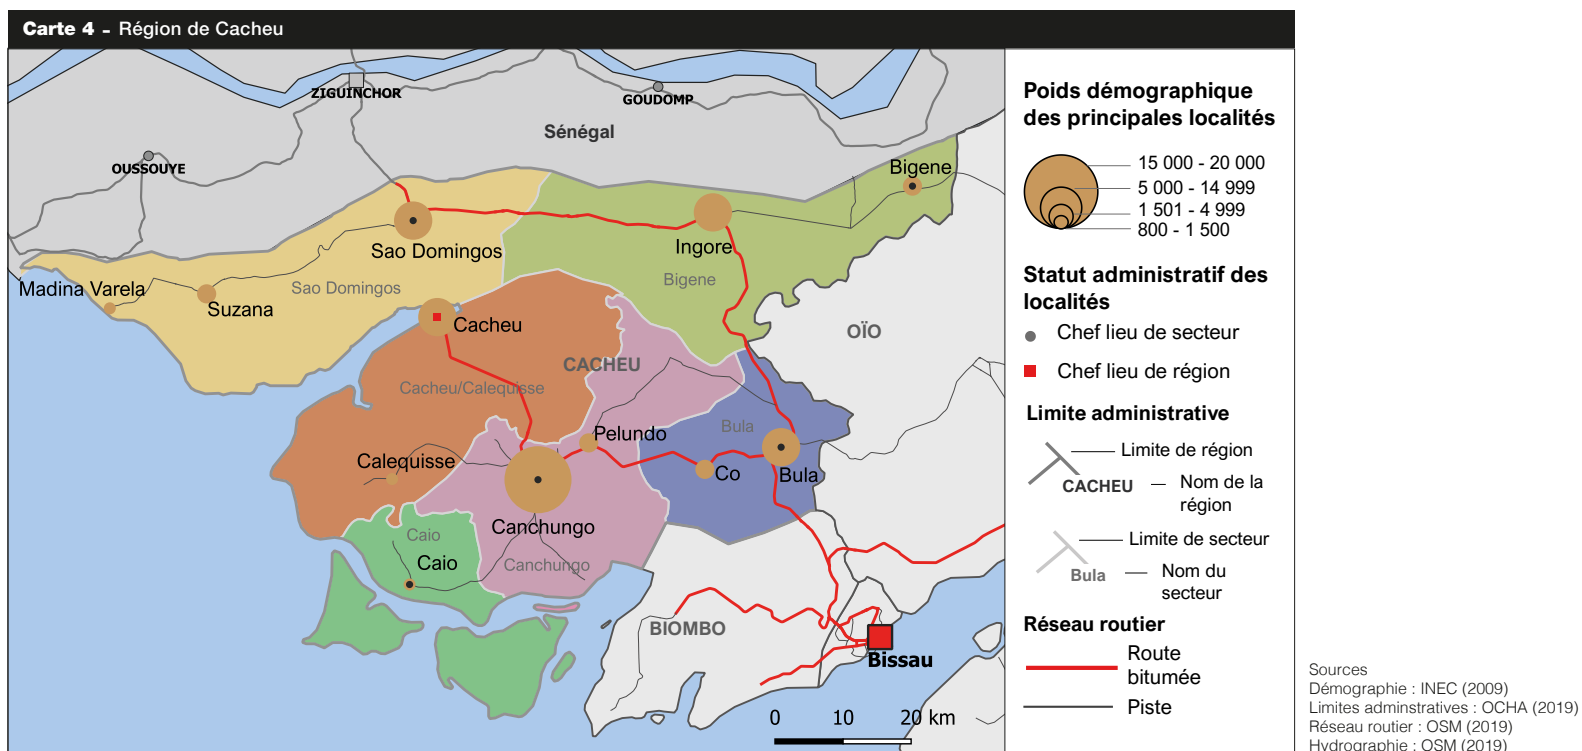 Carte 4 - Région de Cacheu
ZIGUINCHOR
GOUDOMP
Sénégal
OUSSOUYE
Bigene
Sao Domingos
Ingore
Bigene
Madina Varela
Sao Domingos
Suzana
Cacheu
OÏO
CACHEU
Cacheu/Calequisse
Bula
Pelundo
Calequisse
Co
Bula
Canchungo
Caio
Caio
Canchungo
BIOMBO
Bissau
0 10 20 km
Poids démographique
des principales localités
15 000 - 20 000
5 000 - 14 999
1 501 - 4 999
800 - 1 500
Statut administratif des
localités
Chef lieu de secteur
Chef lieu de région
Limite administrative
Limite de région
CACHEU
Nom de la
région
Limite de secteur
Bula
Nom du
secteur
Réseau routier
Route
bitumée
Piste
Sources
Démographie : INEC (2009)
Limites adminstratives : OCHA (2019)
Réseau routier : OSM (2019)
Hydrographie : OSM (2019)